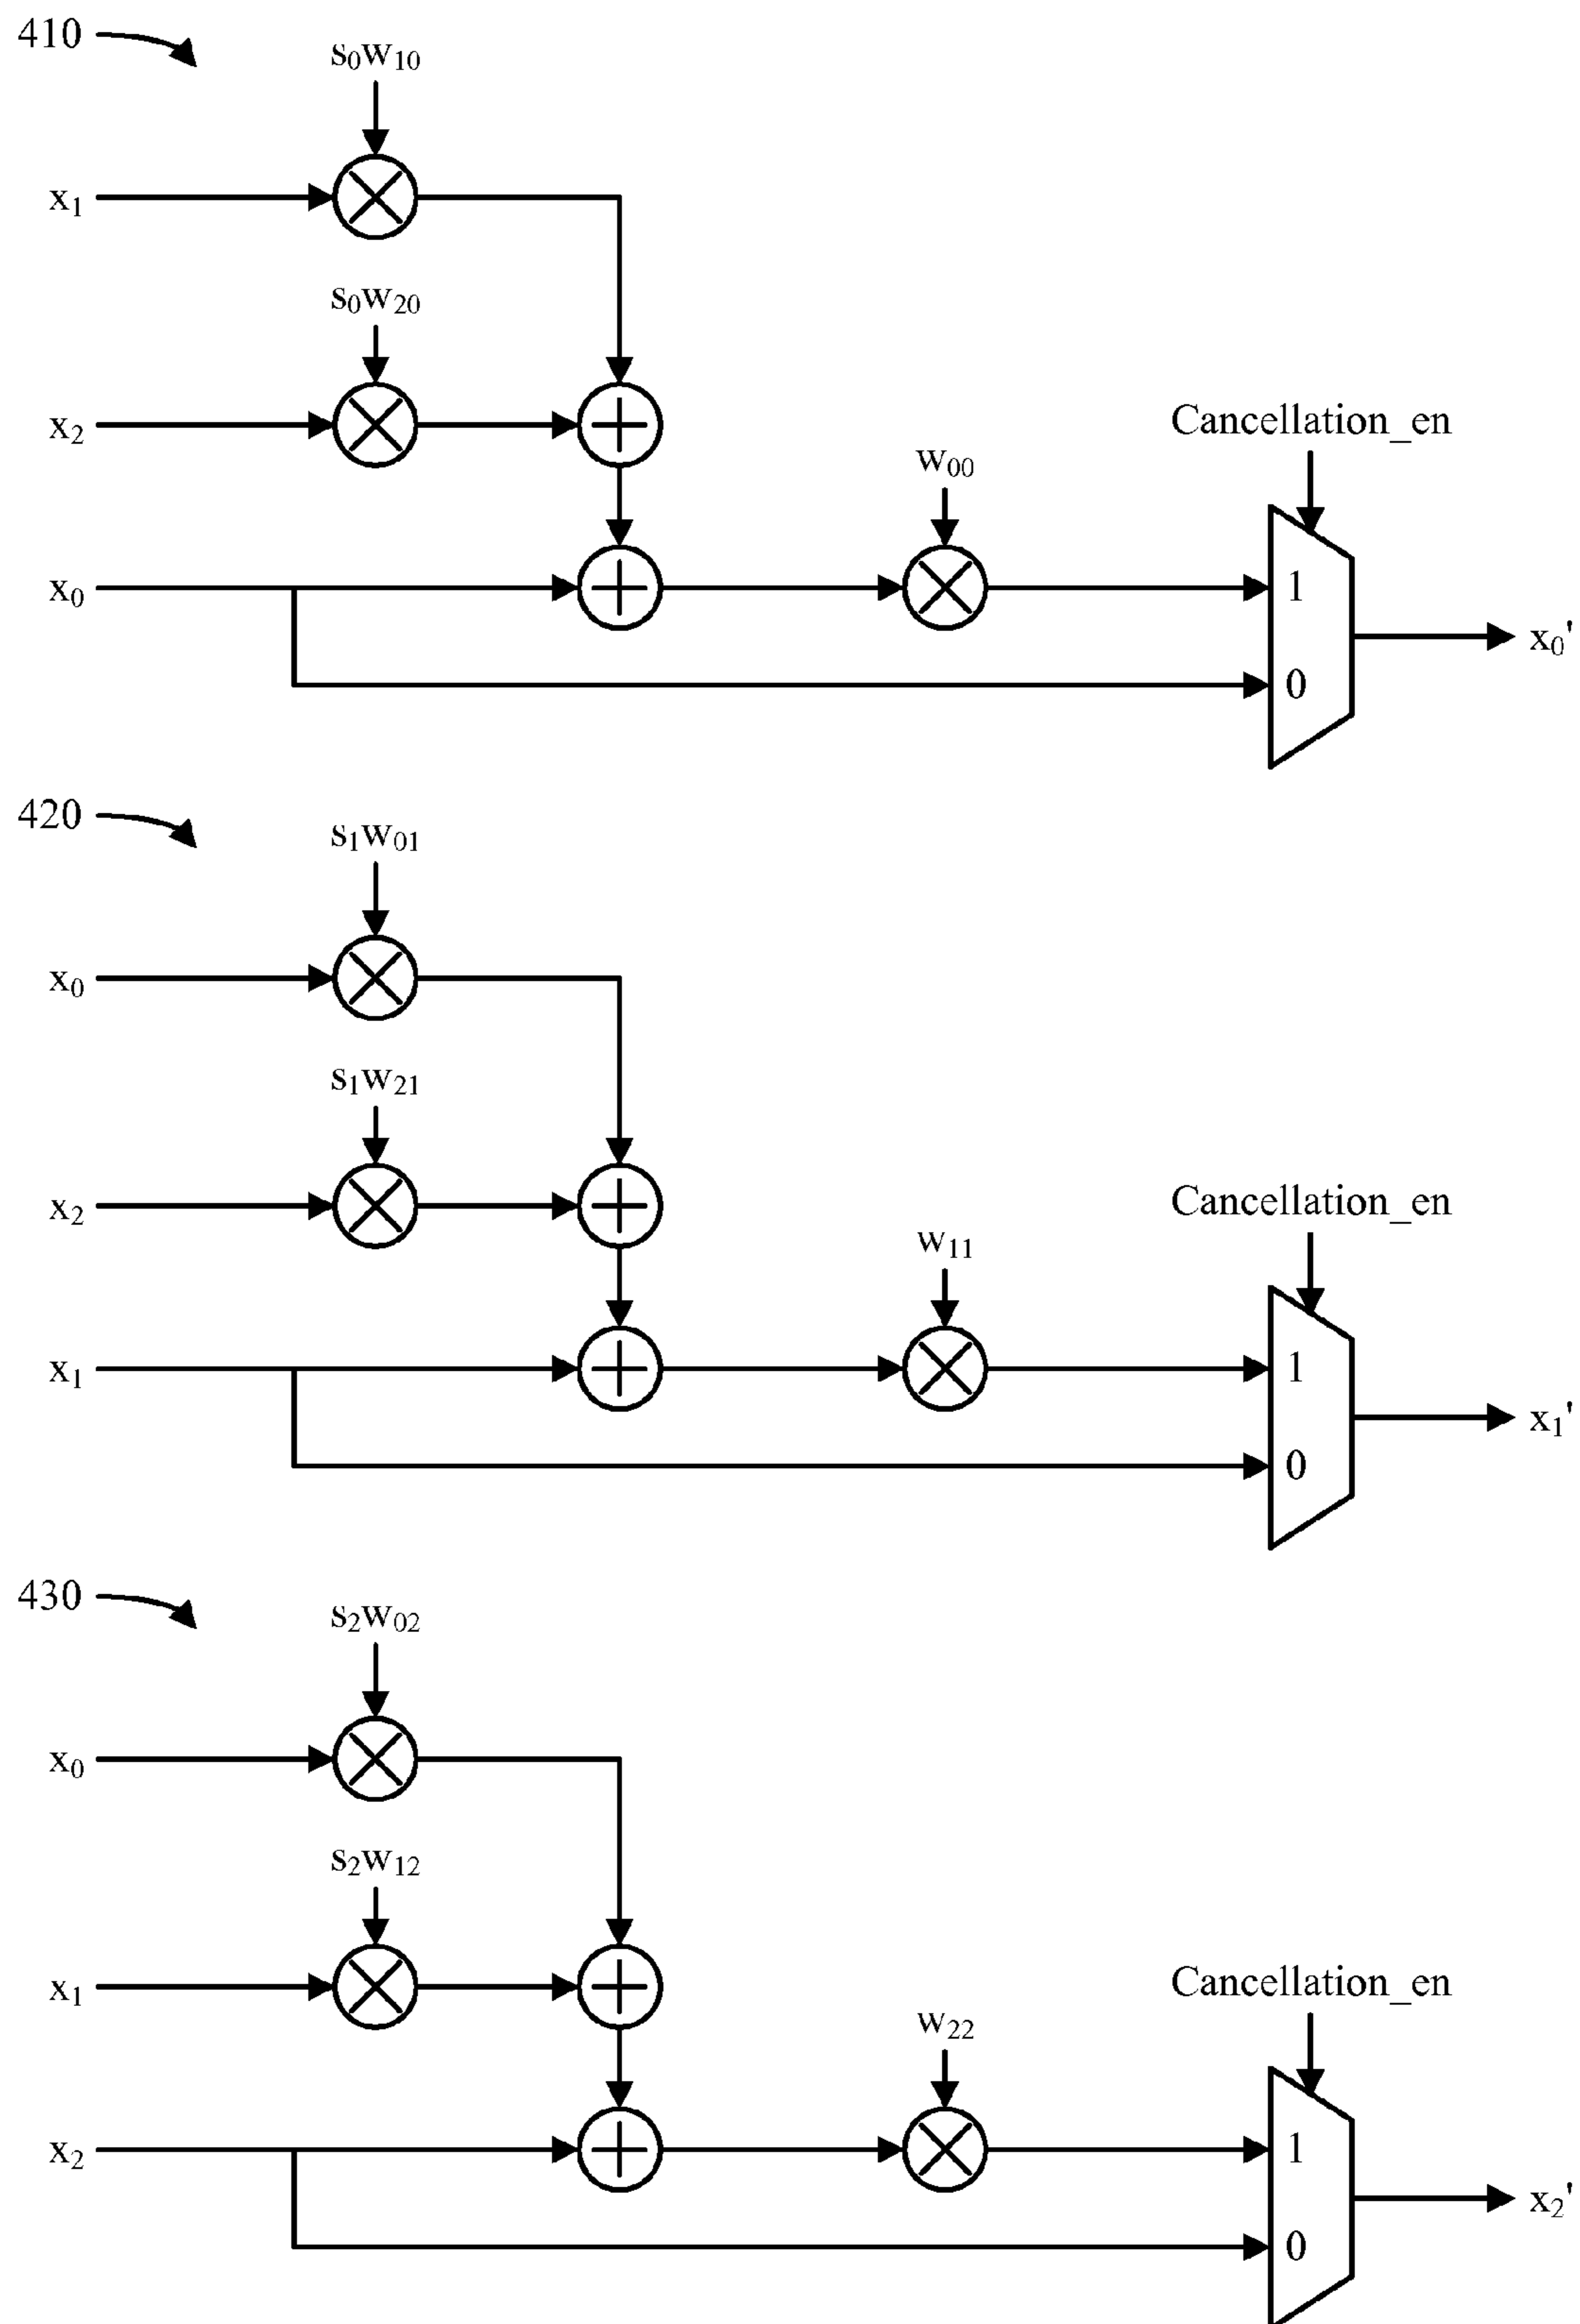 410
s₀w₁₀
x₁
s₀w₂₀
x₂
Cancellation_en
w₀₀
x₀
1
x₀'
0
420
s₁w₀₁
x₀
s₁w₂₁
x₂
Cancellation_en
w₁₁
x₁
1
x₁'
0
430
s₂w₀₂
x₀
s₂w₁₂
x₁
Cancellation_en
w₂₂
x₂
1
x₂'
0